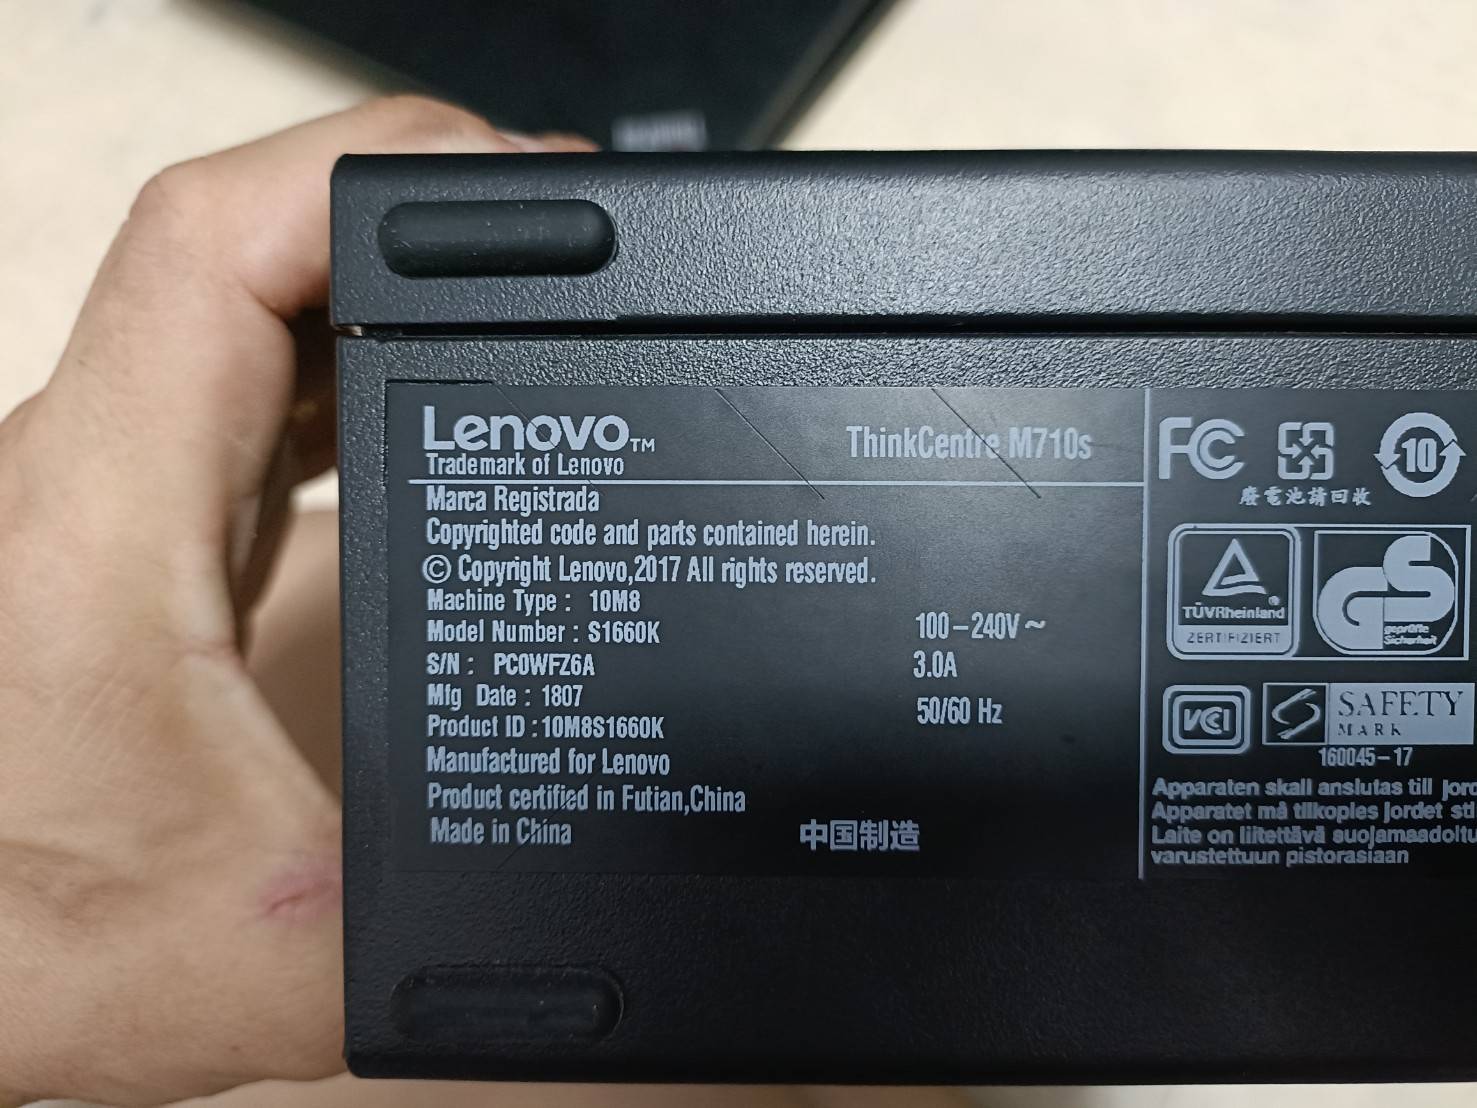 Lenovo™
Trademark of Lenovo
ThinkCentre M710s
Marca Registrada
Copyrighted code and parts contained herein.
© Copyright Lenovo,2017 All rights reserved.
Machine Type : 10M8
Model Number : S1660K
S/N : PC0WFZ6A
Mfg Date : 1807
Product ID :10M8S1660K
Manufactured for Lenovo
Product certified in Futian,China
Made in China
中国制造
100–240V~
3.0A
50/60 Hz
FC
10
廢電池請回收
TÜVRheinland®
ZERTIFIZIERT
GS
geprüfte
Sicherheit
VCI
SAFETY
MARK
160045-17
Apparaten skall anslutas till
Apparatet må tilkoples jordet
Laite on liitettävä
varustettuun pistorasiaan